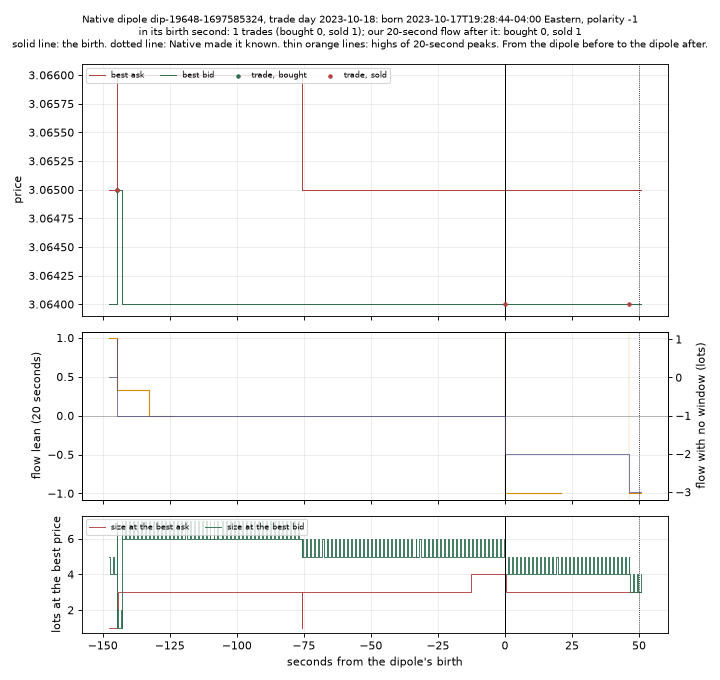 Native dipole dip-19648-1697585324, trade day 2023-10-18: born 2023-10-17T19:28:44-04:00 Eastern, polarity -1
in its birth second: 1 trades (bought 0, sold 1); our 20-second flow after it: bought 0, sold 1
solid line: the birth. dotted line: Native made it known. thin orange lines: highs of 20-second peaks. From the dipole before to the dipole after.
best ask
best bid
trade, bought
trade, sold
3.06600
3.06575
3.06550
3.06525
3.06500
3.06475
3.06450
3.06425
3.06400
price
1.0
0.5
0.0
−0.5
−1.0
flow lean (20 seconds)
1
0
−1
−2
−3
flow with no window (lots)
size at the best ask
size at the best bid
6
4
2
lots at the best price
−150
−125
−100
−75
−50
−25
0
25
50
seconds from the dipole's birth